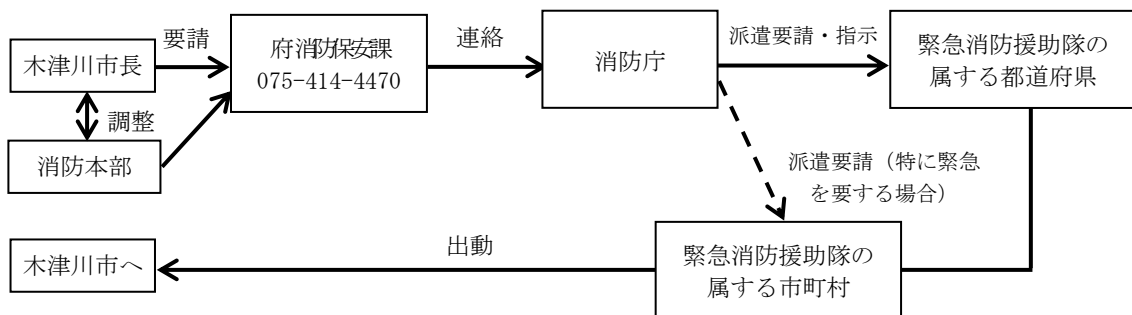 木津川市長
要請
府消防保安課
075-414-4470
連絡
消防庁
派遣要請・指示
緊急消防援助隊の
属する都道府県
調整
消防本部
派遣要請（特に緊急
を要する場合）
木津川市へ
出動
緊急消防援助隊の
属する市町村